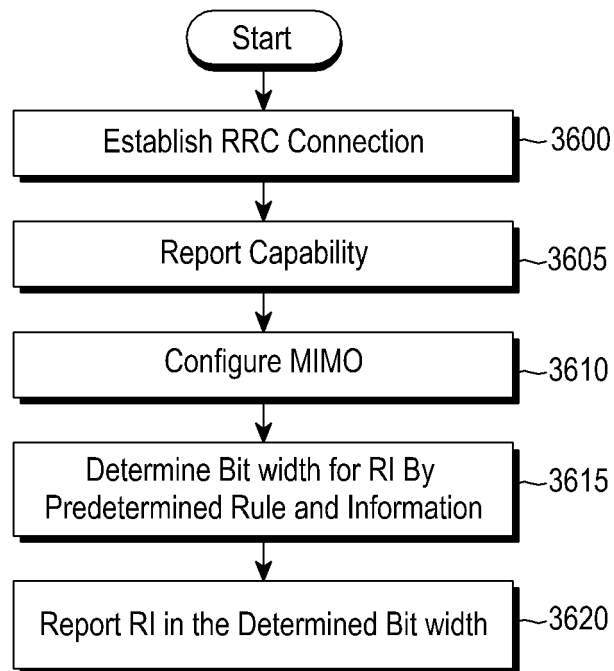 Start
Establish RRC Connection
3600
Report Capability
3605
Configure MIMO
3610
Determine Bit width for RI By
Predetermined Rule and Information
3615
Report RI in the Determined Bit width
3620